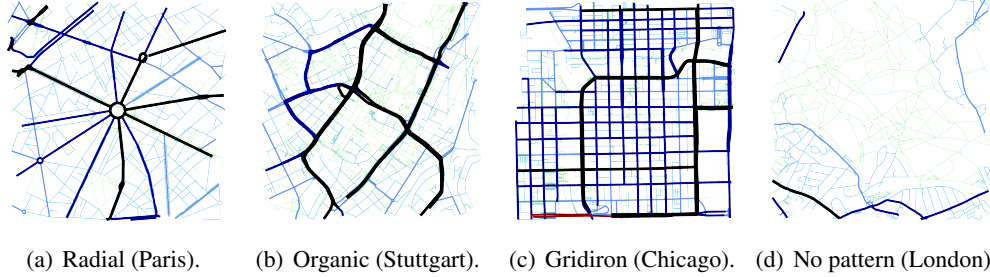 (a) Radial (Paris).
(b) Organic (Stuttgart).
(c) Gridiron (Chicago).
(d) No pattern (London)